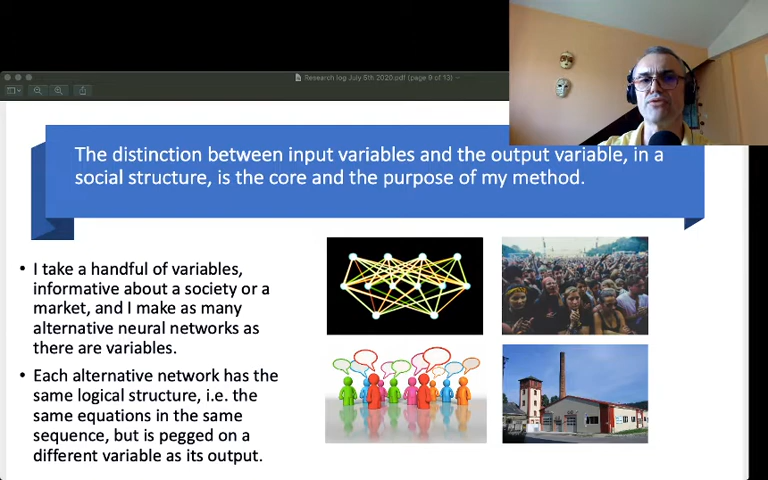 Research log July 5th 2020.pdf (page 9 of 13)
The distinction between input variables and the output variable, in a
social structure, is the core and the purpose of my method.
• I take a handful of variables,
informative about a society or a
market, and I make as many
alternative neural networks as
there are variables.
• Each alternative network has the
same logical structure, i.e. the
same equations in the same
sequence, but is pegged on a
different variable as its output.